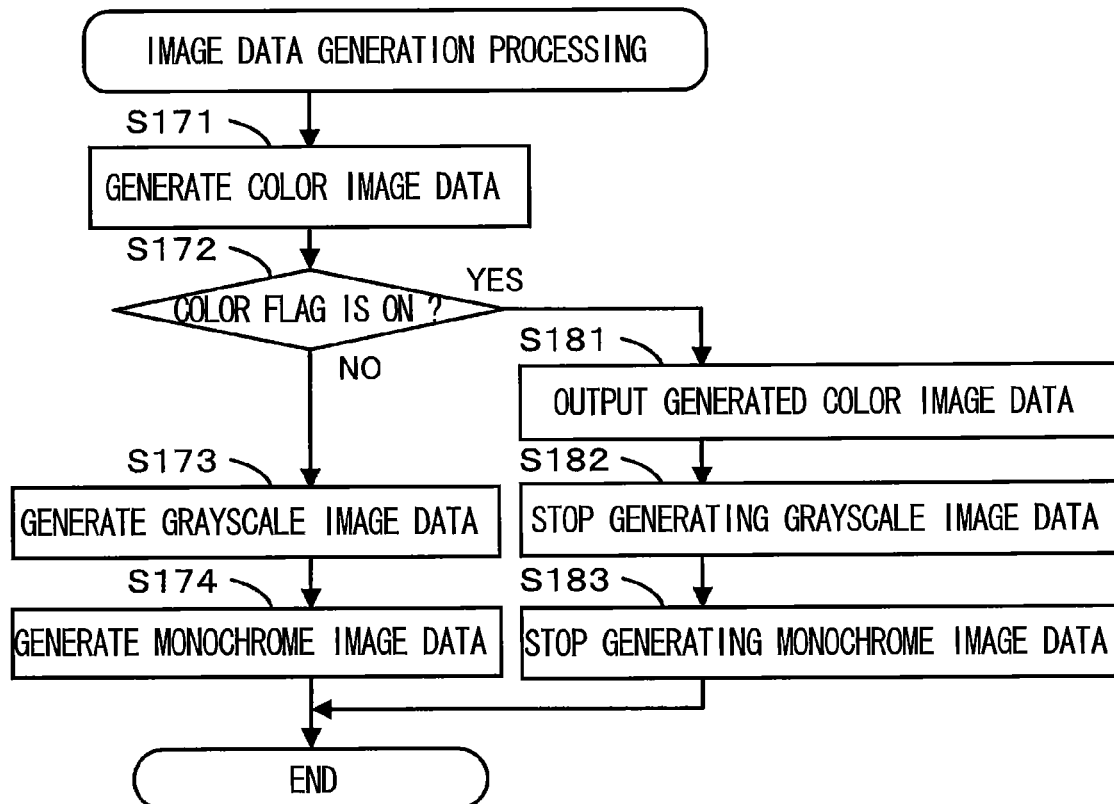 IMAGE DATA GENERATION PROCESSING
S171
GENERATE COLOR IMAGE DATA
S172
COLOR FLAG IS ON ?
YES
NO
S181
OUTPUT GENERATED COLOR IMAGE DATA
S173
GENERATE GRAYSCALE IMAGE DATA
S182
STOP GENERATING GRAYSCALE IMAGE DATA
S174
GENERATE MONOCHROME IMAGE DATA
S183
STOP GENERATING MONOCHROME IMAGE DATA
END